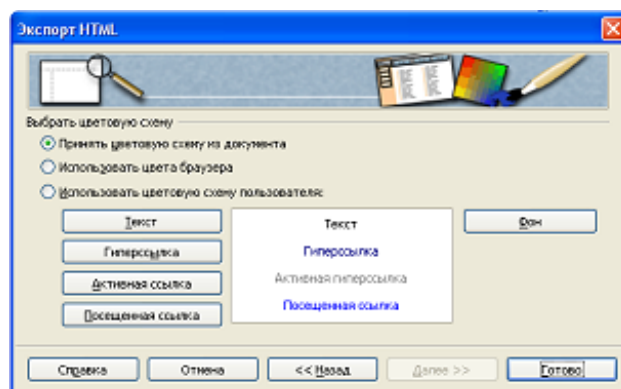 Экспорт HTML
Выбрать цветовую схему
Принять цветовую схему из документа
Использовать цвета браузера
Использовать цветовую схему пользователя:
Текст Текст Фон
Гиперссылка Гиперссылка
Активная ссылка Активная гиперссылка
Посещенная ссылка Посещенная ссылка
Справка Отмена << Назад Далее >> Готово